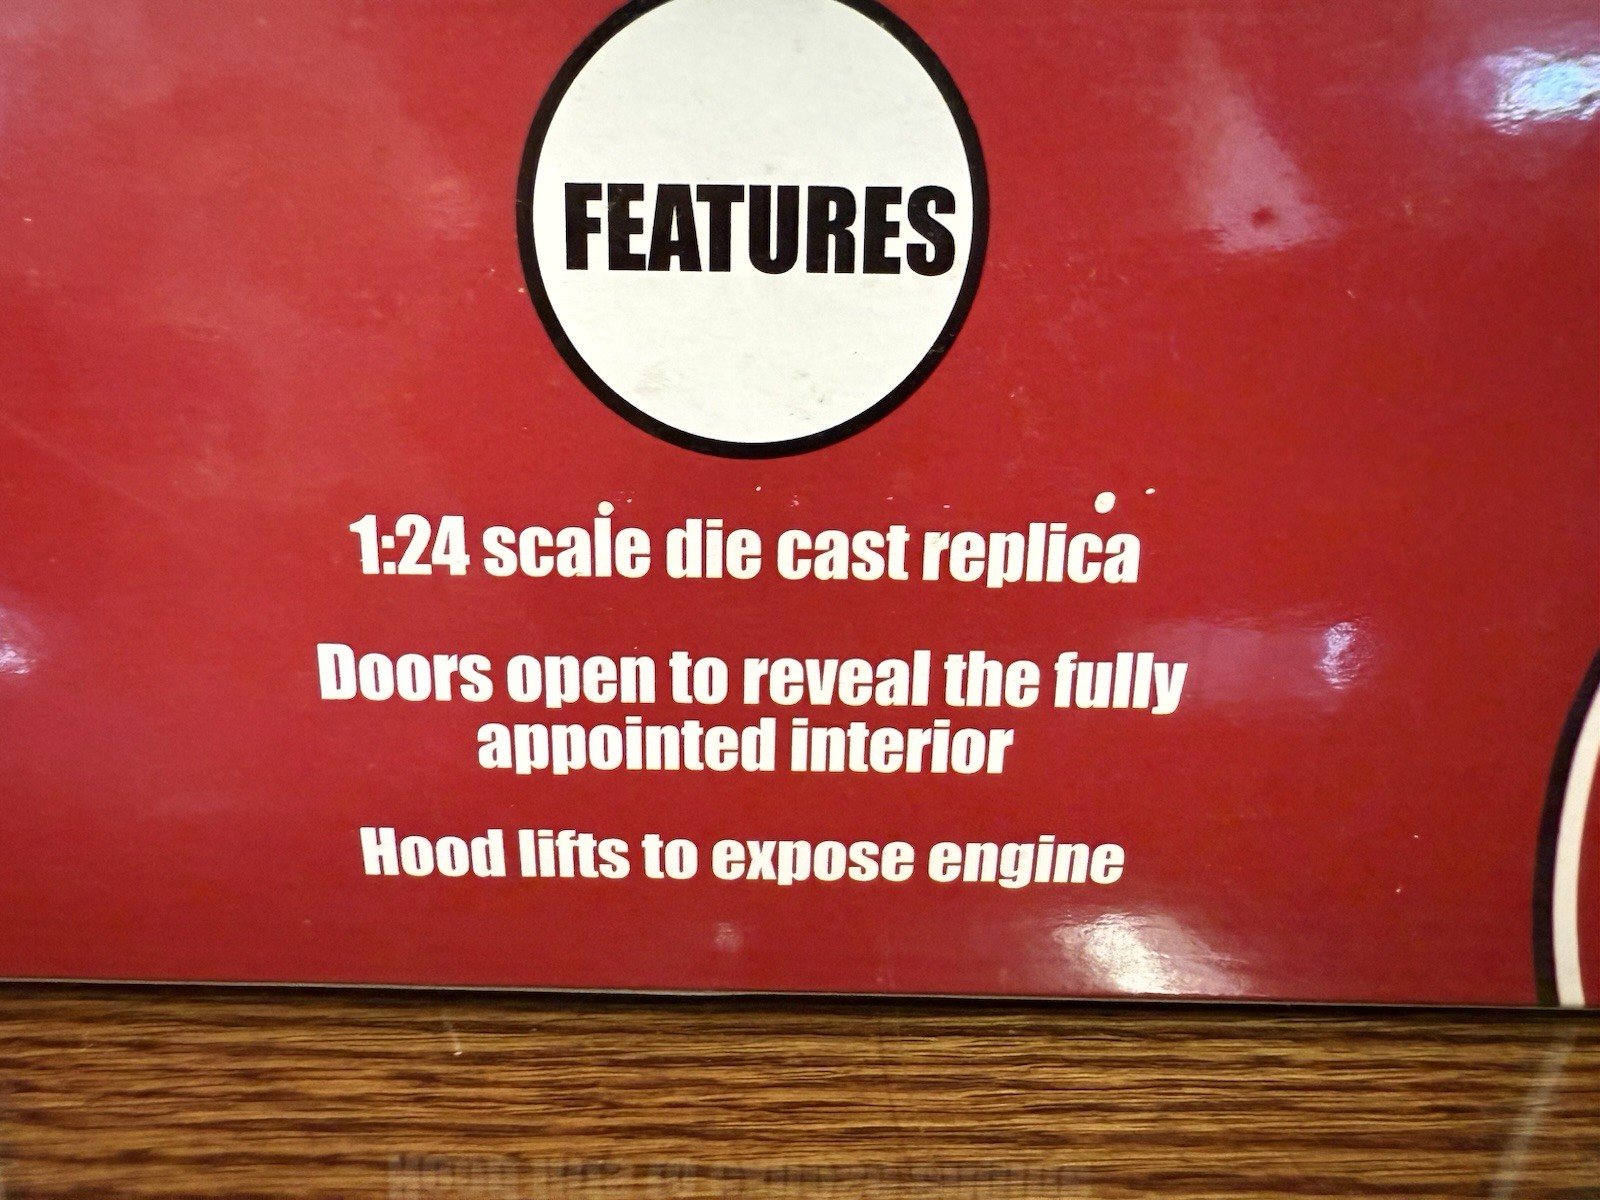 FEATURES
1:24 scale die cast replica
Doors open to reveal the fully
appointed interior
Hood lifts to expose engine